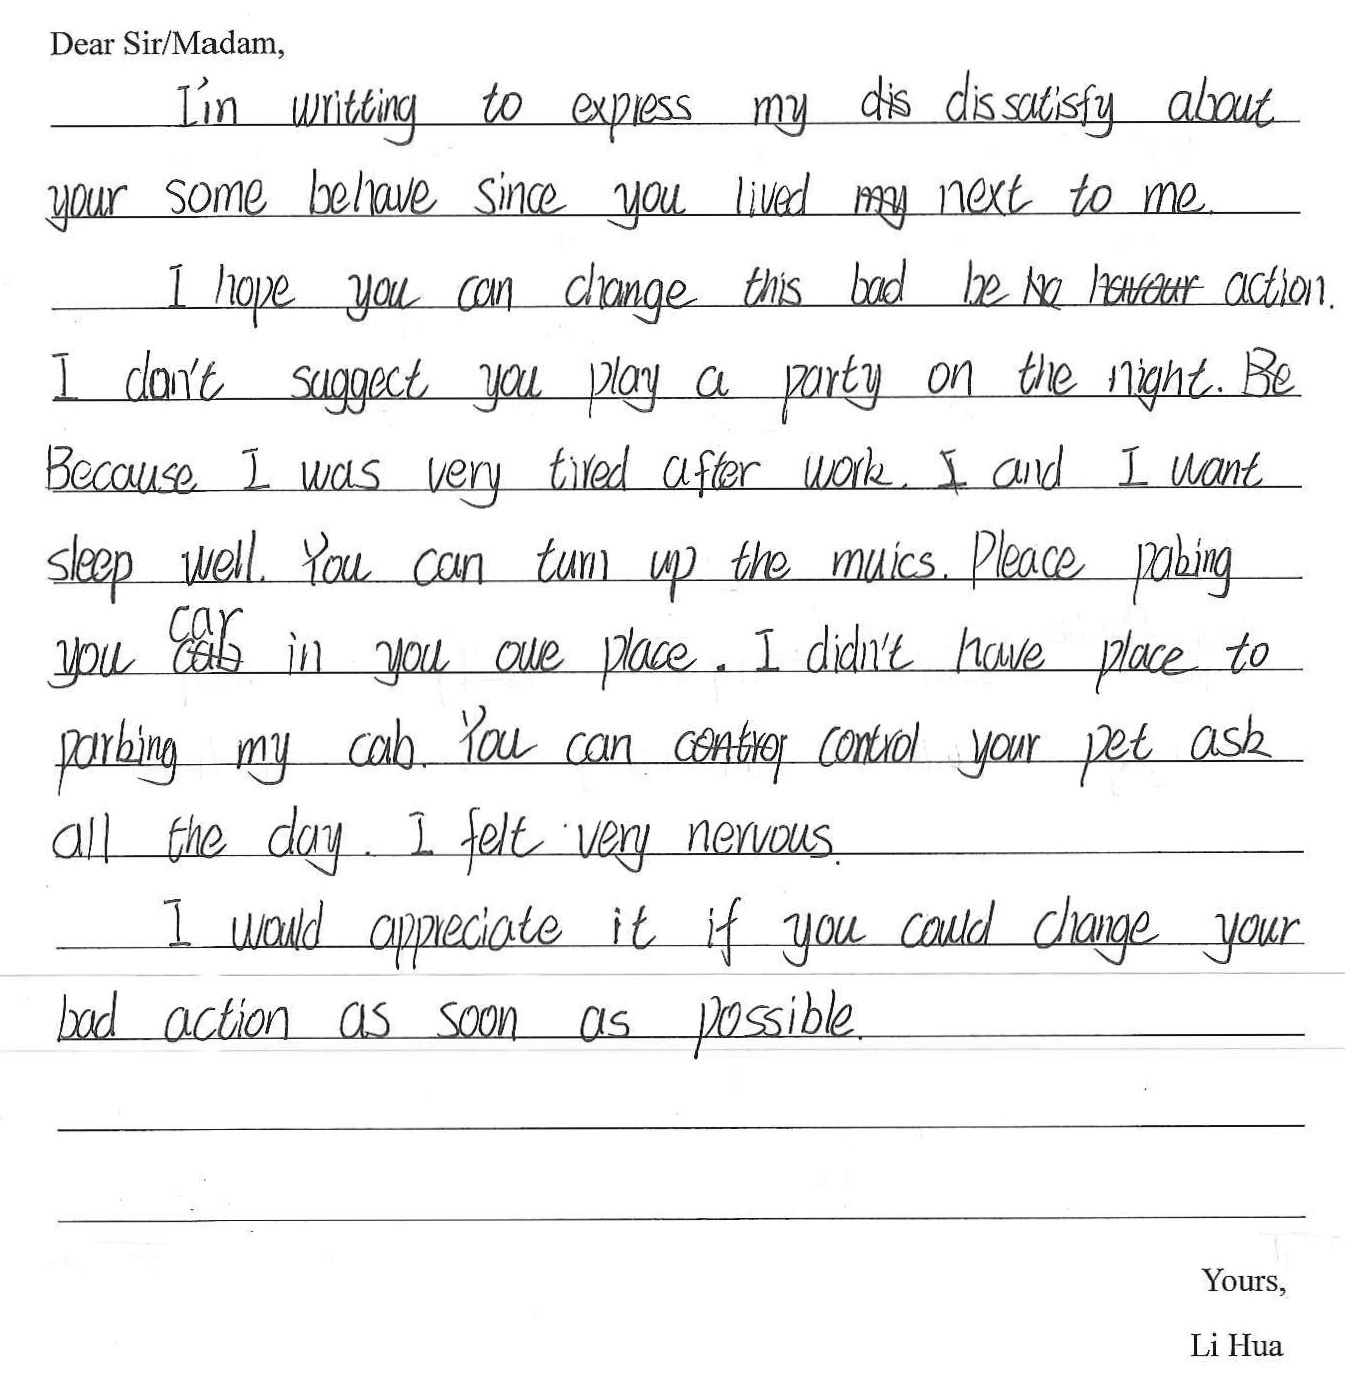 Dear Sir/Madam,
I'm writting to express my dis dissatisfy about
your some behave since you lived my next to me.
I hope you can change this bad be ha havour action.
I don't suggect you play a party on the night. Be
Because I was very tired after work. I and I want
sleep well. You can turn up the muics. Pleace pabing
you car cab in you owe place. I didn't have place to
parbing my cab. You can contror control your pet ask
all the day. I felt very nervous.
I would appreciate it if you could change your
bad action as soon as possible.
Yours,
Li Hua